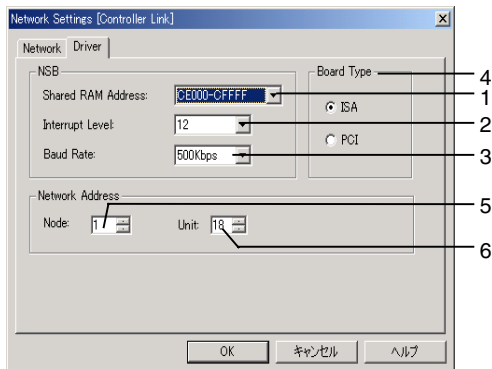 Network Settings [Controller Link]
Network Driver
NSB
Shared RAM Address: CE000-CFFFF
Interrupt Level: 12
Baud Rate: 500Kbps
Board Type
ISA
PCI
4
1
2
3
Network Address
Node: 1 Unit: 18
5
6
OK キャンセル ヘルプ